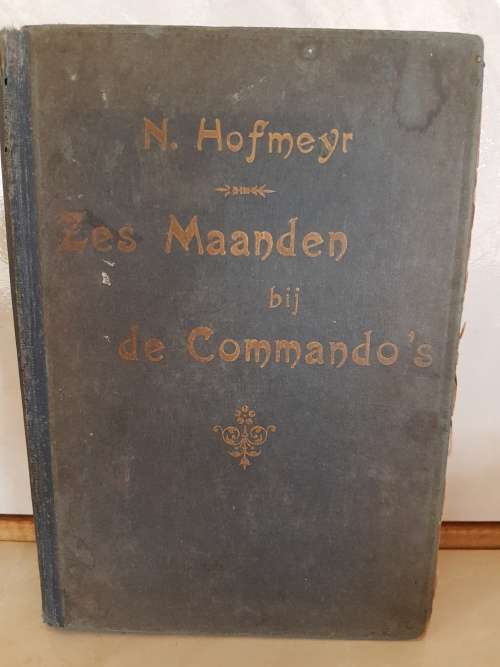 N. Hofmeyr
Zes Maanden
bij
de Commando's